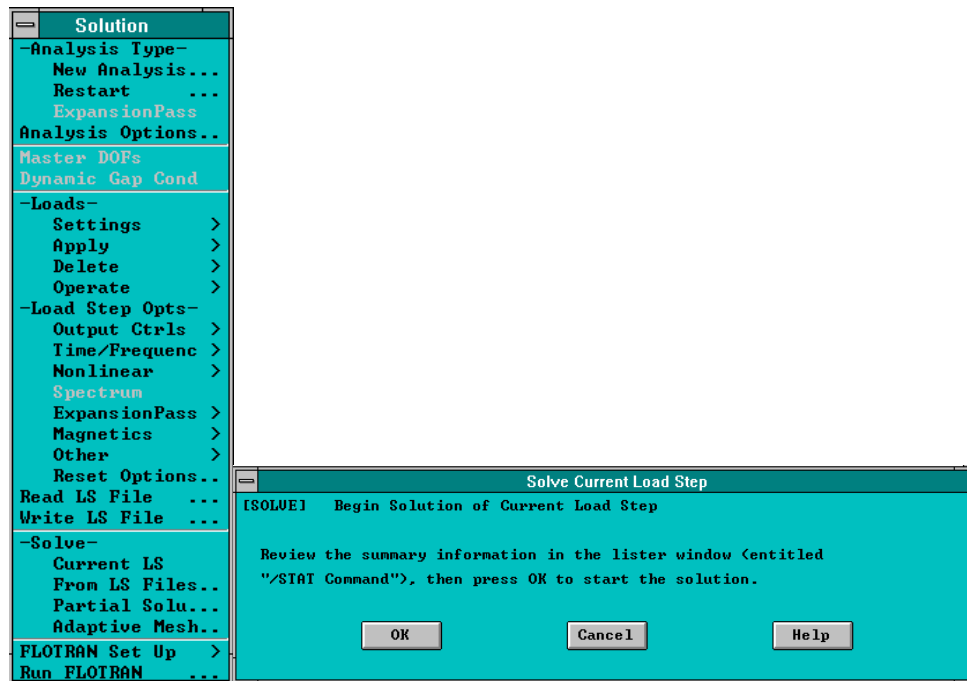 Solution
-Analysis Type-
New Analysis...
Restart ...
ExpansionPass
Analysis Options..
Master DOFs
Dynamic Gap Cond
-Loads-
Settings >
Apply >
Delete >
Operate >
-Load Step Opts-
Output Ctrls >
Time/Frequenc >
Nonlinear >
Spectrum
ExpansionPass >
Magnetics >
Other >
Reset Options..
Read LS File ...
Write LS File ...
-Solve-
Current LS
From LS Files..
Partial Solu...
Adaptive Mesh..
FLOTRAN Set Up >
Run FLOTRAN ...
Solve Current Load Step
[SOLVE] Begin Solution of Current Load Step
Review the summary information in the lister window (entitled
"/STAT Command"), then press OK to start the solution.
OK Cancel Help